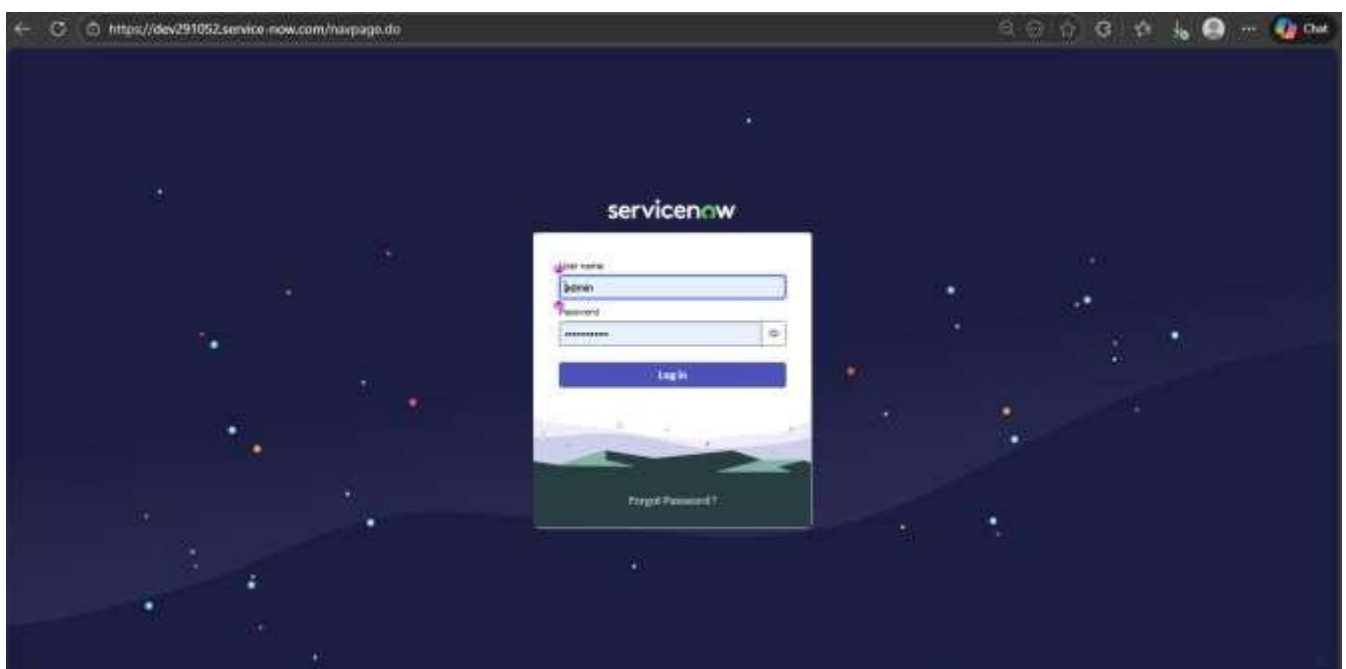 https://dev291052.service-now.com/navpage.do
Chat
servicenow
User name
admin
Password
Log in
Forgot Password?